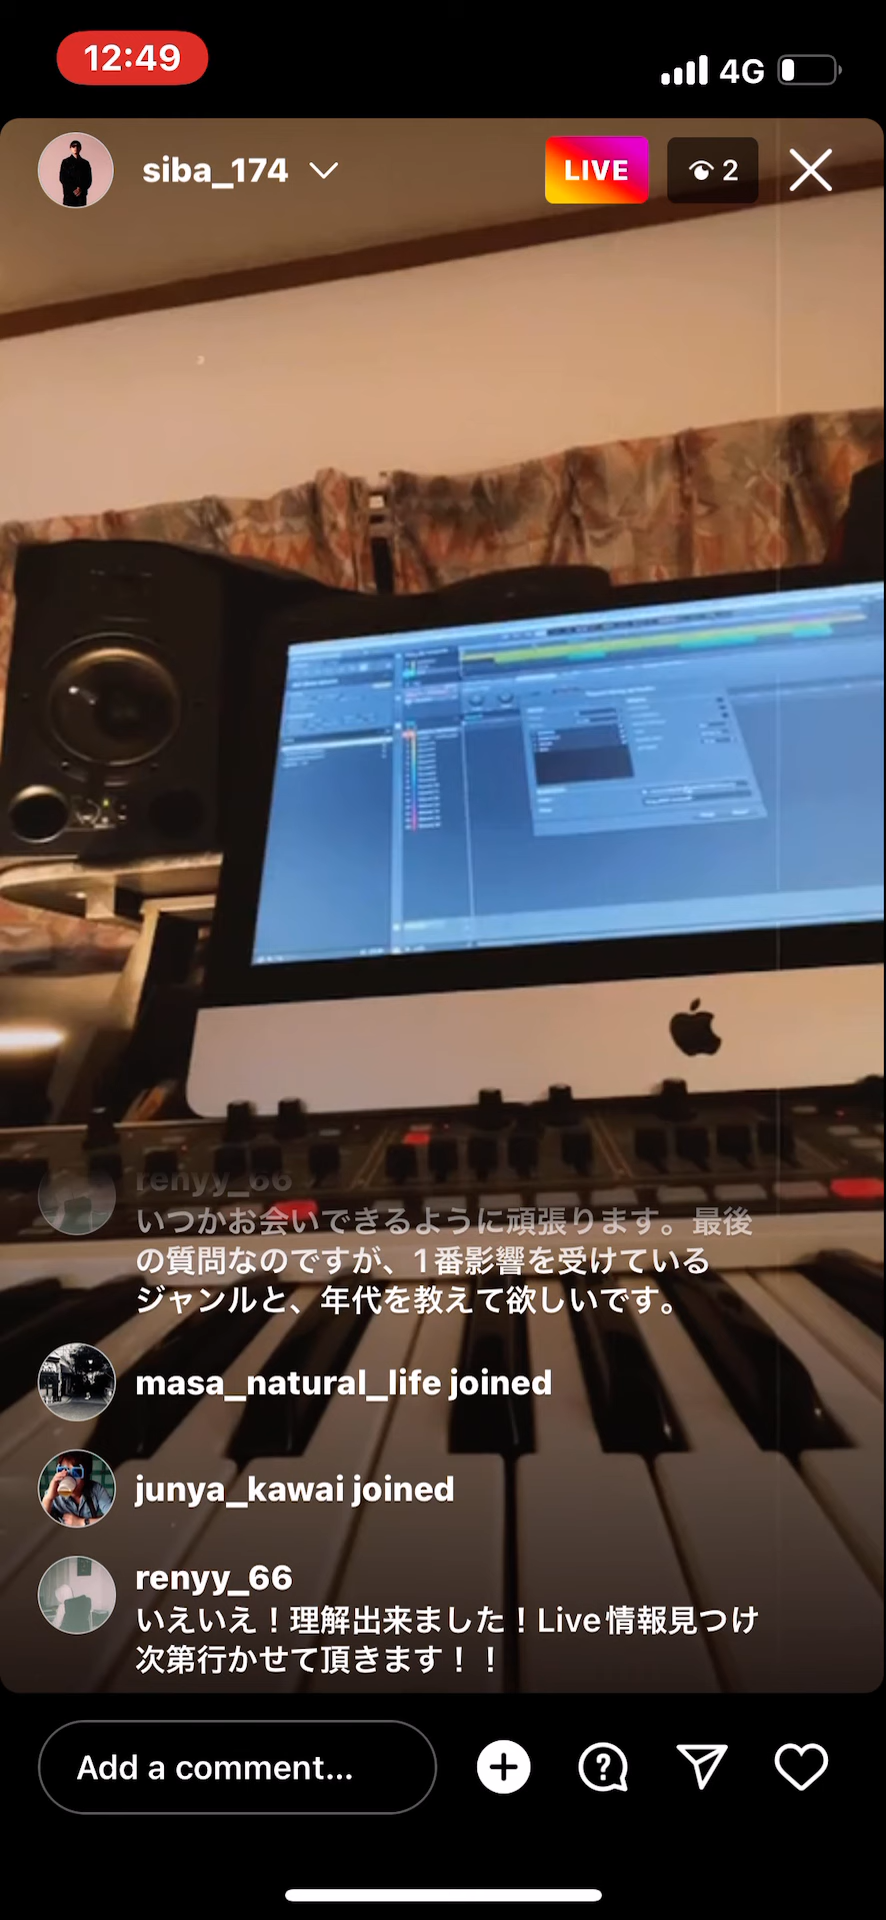 12:49
4G
siba_174
LIVE
2
renyy_66
いつかお会いできるように頑張ります。最後
の質問なのですが、1番影響を受けている
ジャンルと、年代を教えて欲しいです。
masa_natural_life joined
junya_kawai joined
renyy_66
いえいえ！理解出来ました！Live情報見つけ
次第行かせて頂きます！！
Add a comment...